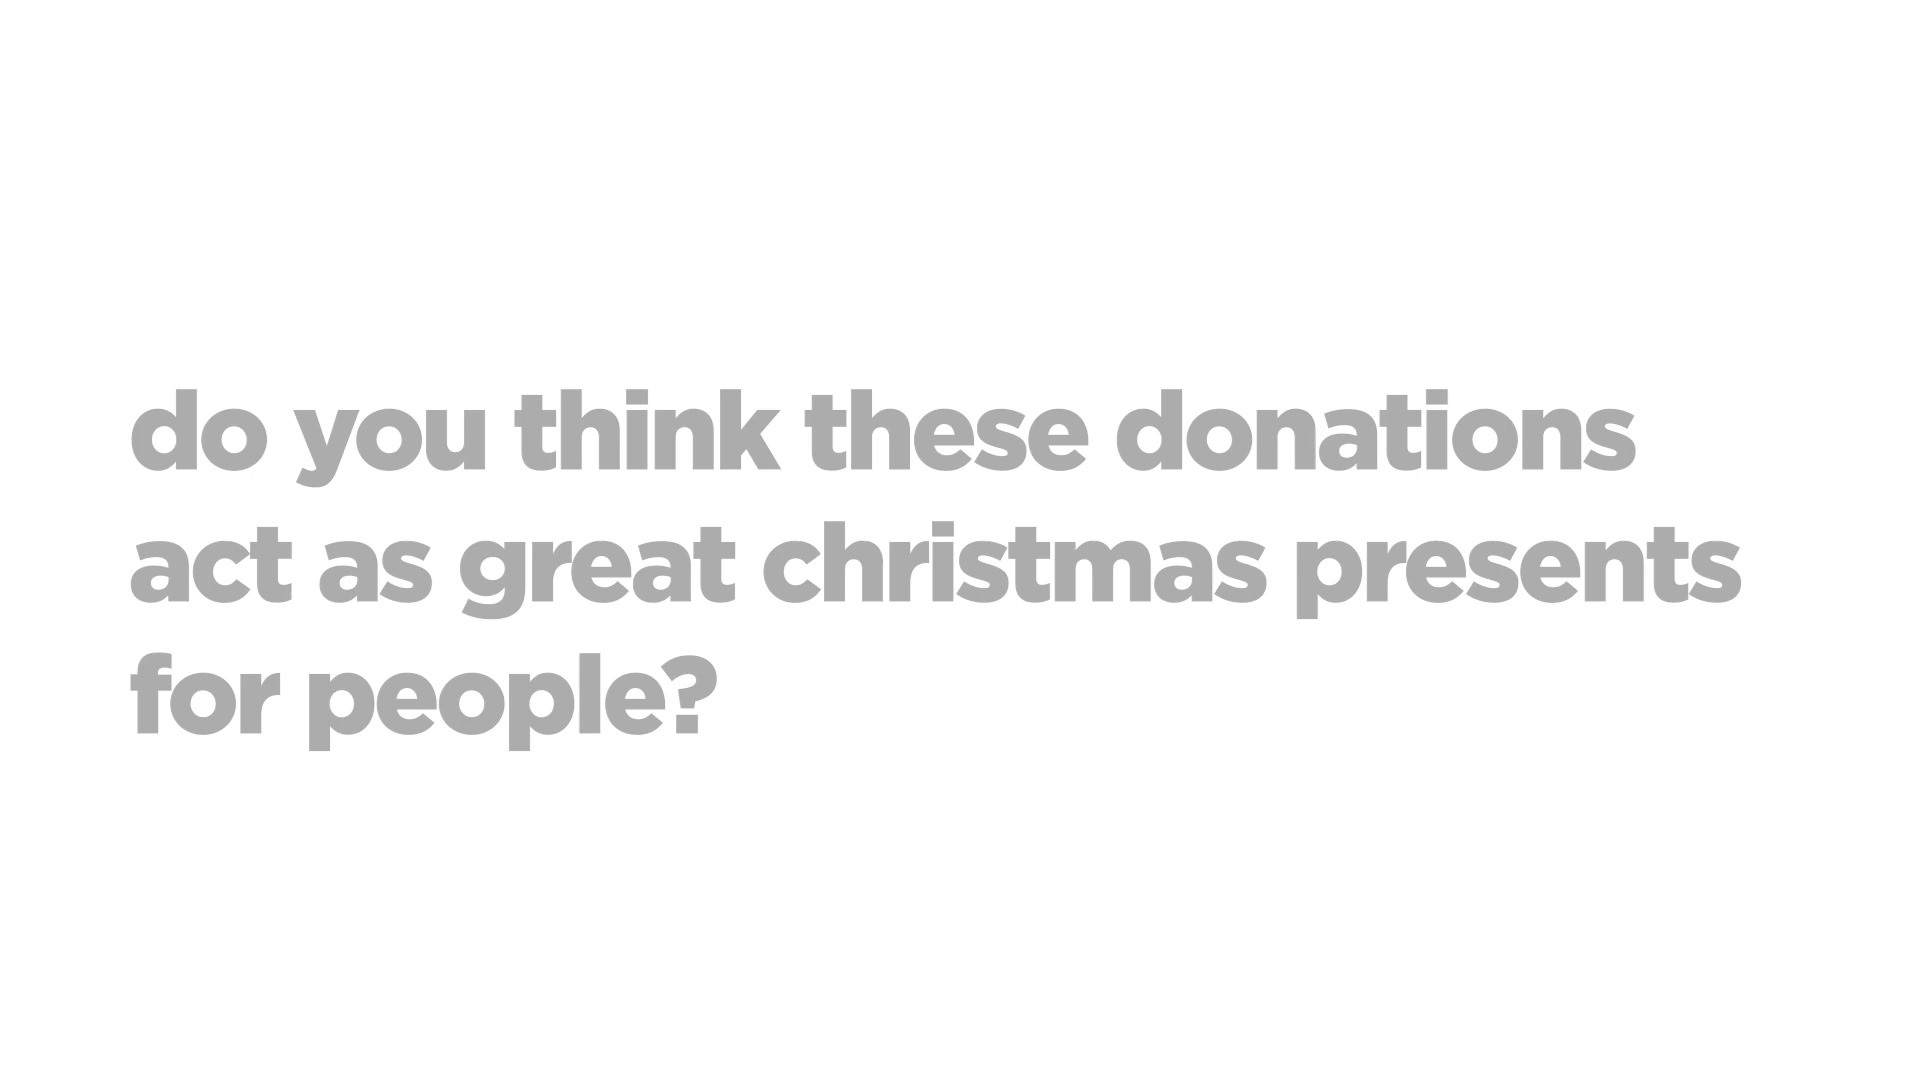 do you think these donations
act as great christmas presents
for people?